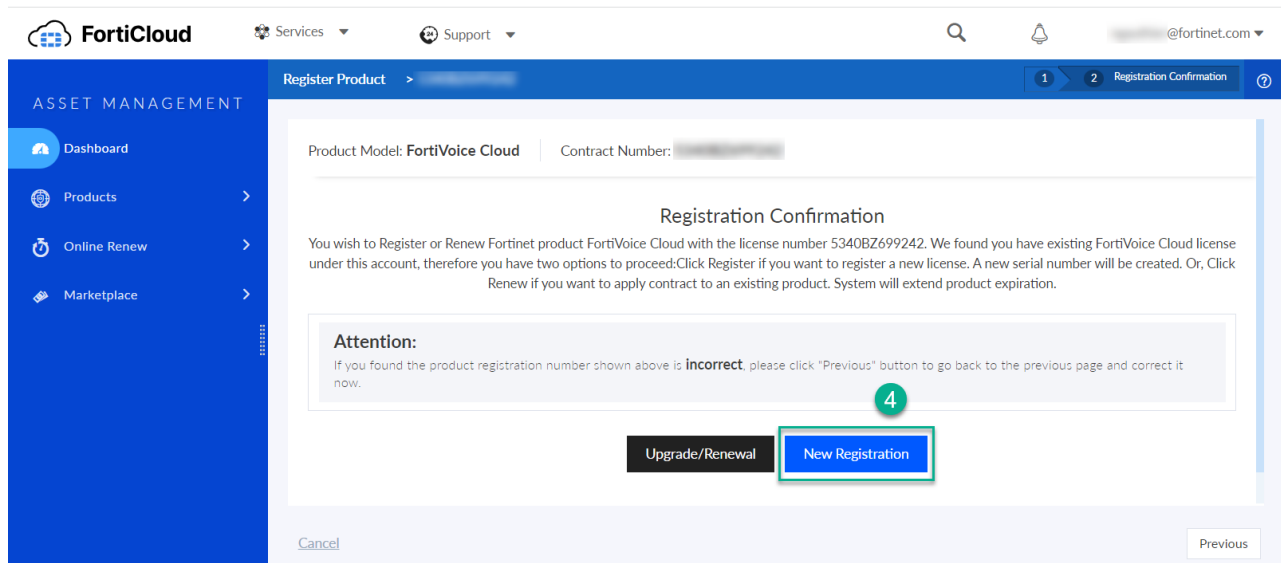 FortiCloud Services 24 Support @fortinet.com
ASSET MANAGEMENT
Register Product > 1 2 Registration Confirmation
Dashboard
Products
Online Renew
Marketplace
Product Model: FortiVoice Cloud Contract Number:
Registration Confirmation
You wish to Register or Renew Fortinet product FortiVoice Cloud with the license number 5340BZ699242. We found you have existing FortiVoice Cloud license
under this account, therefore you have two options to proceed:Click Register if you want to register a new license. A new serial number will be created. Or, Click
Renew if you want to apply contract to an existing product. System will extend product expiration.
Attention:
If you found the product registration number shown above is incorrect, please click "Previous" button to go back to the previous page and correct it
now.
4
Upgrade/Renewal New Registration
Cancel Previous